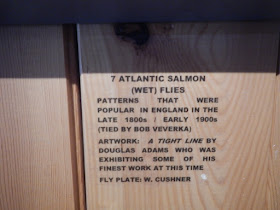 7 ATLANTIC SALMON
(WET) FLIES
PATTERNS THAT WERE
POPULAR IN ENGLAND IN THE
LATE 1800s / EARLY 1900s
(TIED BY BOB VEVERKA)
ARTWORK: A TIGHT LINE BY
DOUGLAS ADAMS WHO WAS
EXHIBITING SOME OF HIS
FINEST WORK AT THIS TIME
FLY PLATE: W. CUSHNER